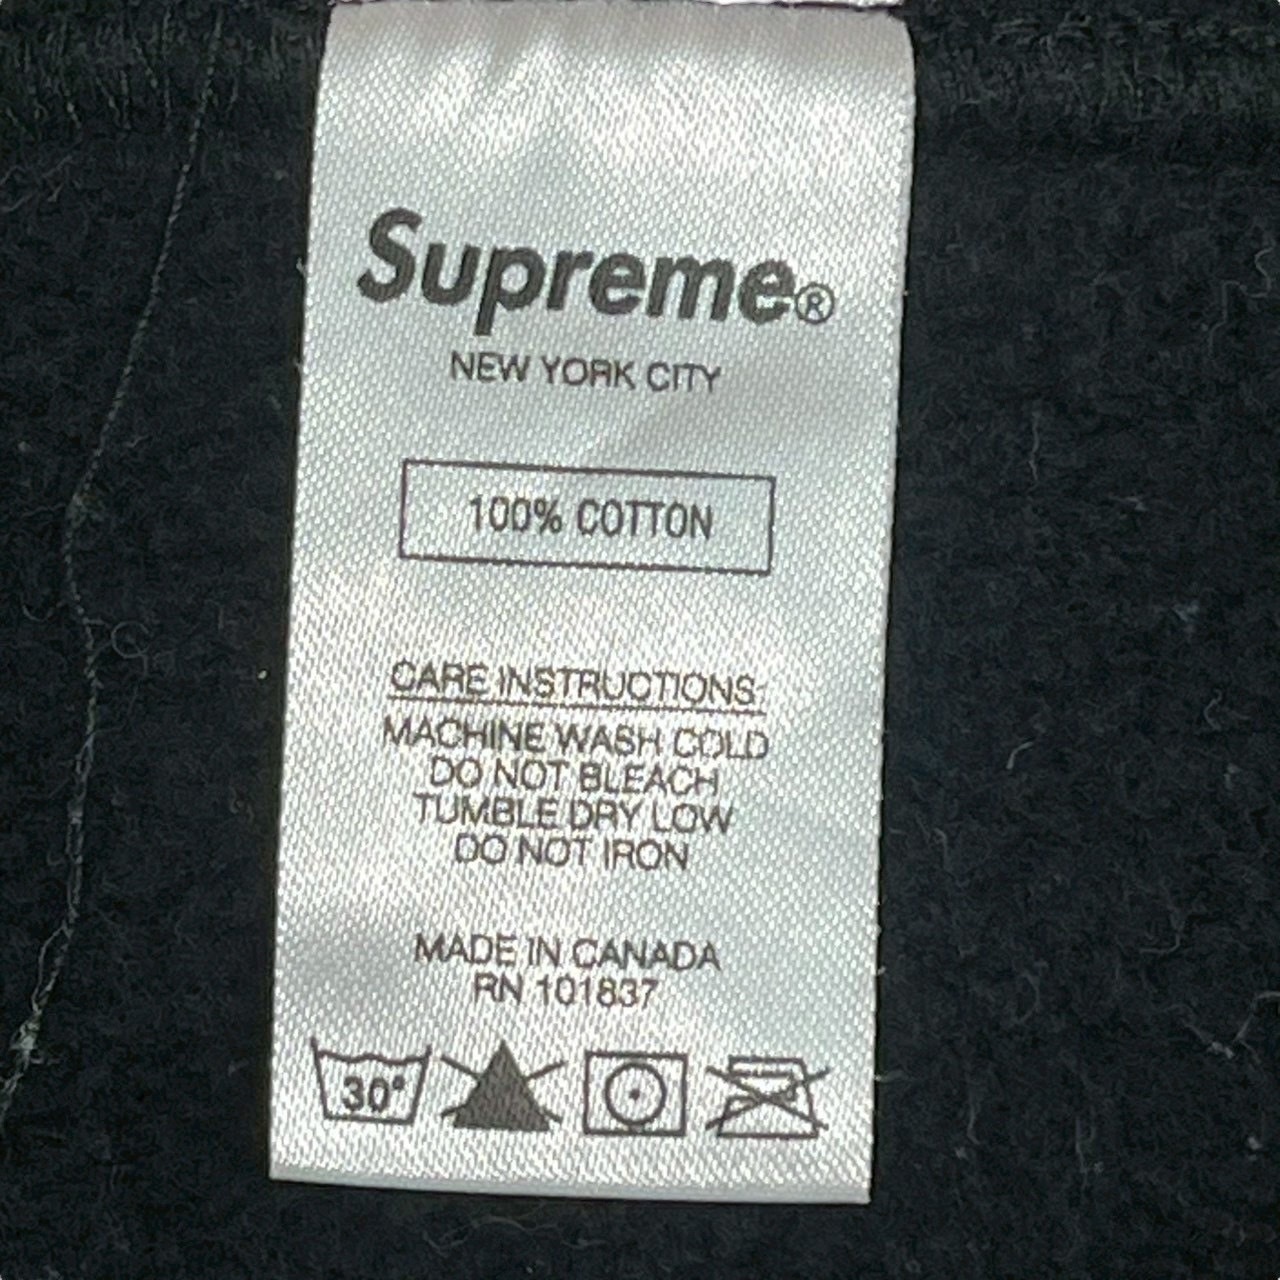 Supreme®
NEW YORK CITY
100% COTTON
CARE INSTRUCTIONS:
MACHINE WASH COLD
DO NOT BLEACH
TUMBLE DRY LOW
DO NOT IRON
MADE IN CANADA
RN 101837
30°